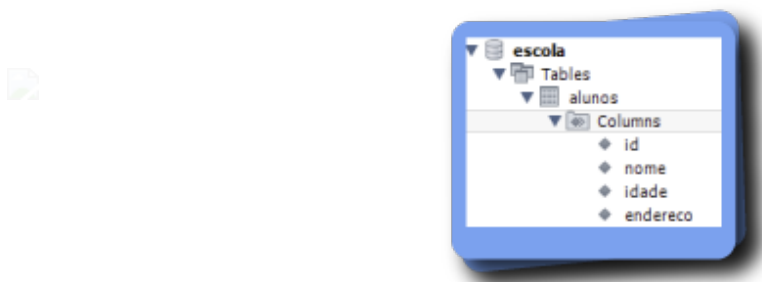 escola
Tables
alunos
Columns
id
nome
idade
endereco